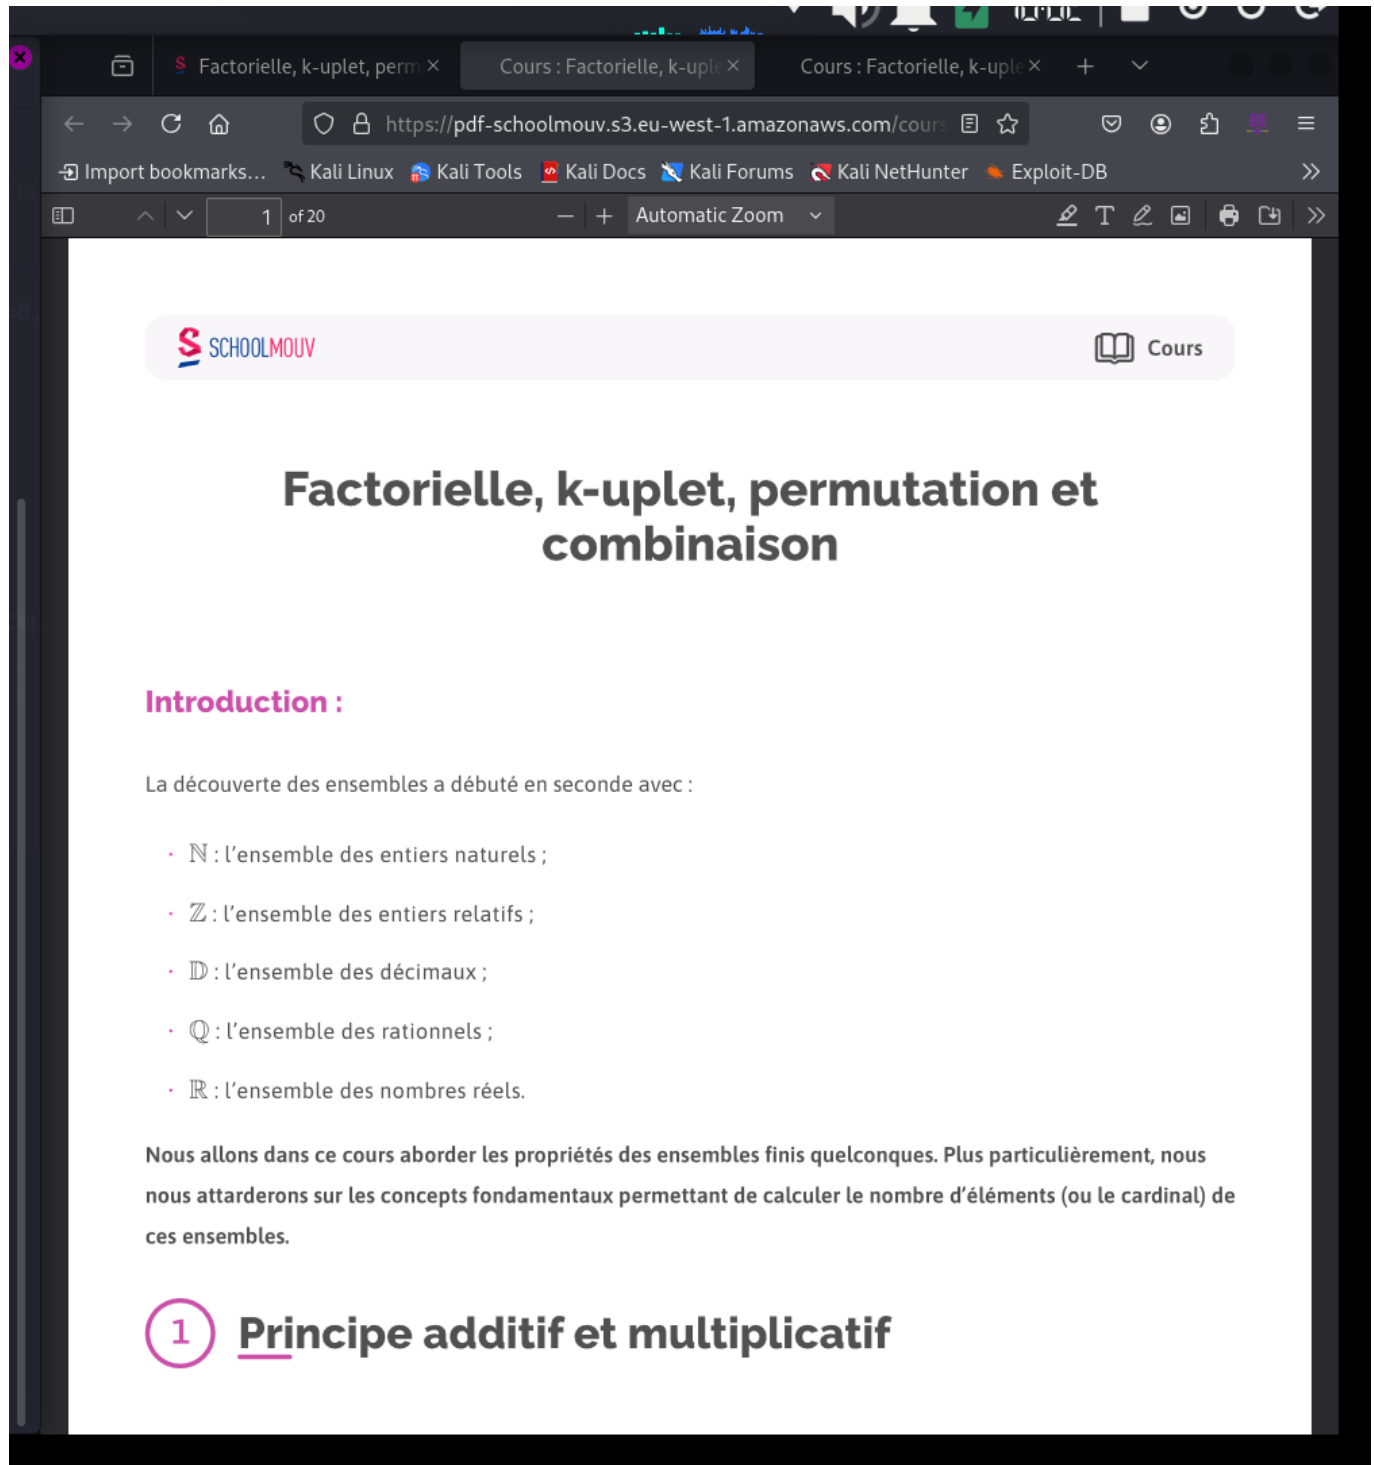 Factorielle, k-uplet, perm
Cours : Factorielle, k-uple
Cours : Factorielle, k-uple
https://pdf-schoolmouv.s3.eu-west-1.amazonaws.com/cours
Import bookmarks... Kali Linux Kali Tools Kali Docs Kali Forums Kali NetHunter Exploit-DB
1 of 20 Automatic Zoom
SCHOOLMOUV Cours
Factorielle, k-uplet, permutation et
combinaison
Introduction :
La découverte des ensembles a débuté en seconde avec :
· ℕ : l’ensemble des entiers naturels ;
· ℤ : l’ensemble des entiers relatifs ;
· 𝔻 : l’ensemble des décimaux ;
· ℚ : l’ensemble des rationnels ;
· ℝ : l’ensemble des nombres réels.
Nous allons dans ce cours aborder les propriétés des ensembles finis quelconques. Plus particulièrement, nous
nous attarderons sur les concepts fondamentaux permettant de calculer le nombre d’éléments (ou le cardinal) de
ces ensembles.
1 Principe additif et multiplicatif